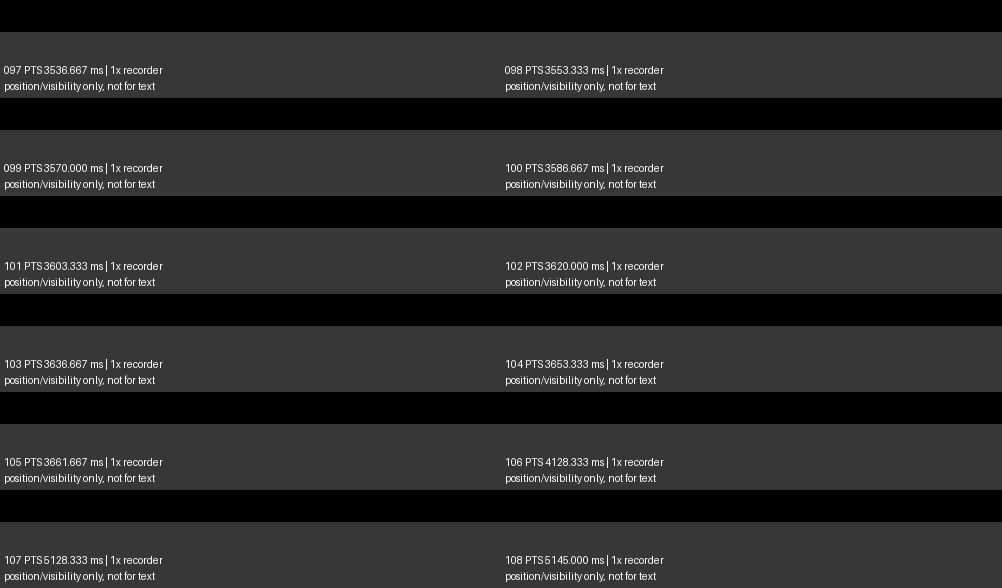 097 PTS 3536.667 ms | 1x recorder
position/visibility only, not for text
098 PTS 3553.333 ms | 1x recorder
position/visibility only, not for text
099 PTS 3570.000 ms | 1x recorder
position/visibility only, not for text
100 PTS 3586.667 ms | 1x recorder
position/visibility only, not for text
101 PTS 3603.333 ms | 1x recorder
position/visibility only, not for text
102 PTS 3620.000 ms | 1x recorder
position/visibility only, not for text
103 PTS 3636.667 ms | 1x recorder
position/visibility only, not for text
104 PTS 3653.333 ms | 1x recorder
position/visibility only, not for text
105 PTS 3661.667 ms | 1x recorder
position/visibility only, not for text
106 PTS 4128.333 ms | 1x recorder
position/visibility only, not for text
107 PTS 5128.333 ms | 1x recorder
position/visibility only, not for text
108 PTS 5145.000 ms | 1x recorder
position/visibility only, not for text